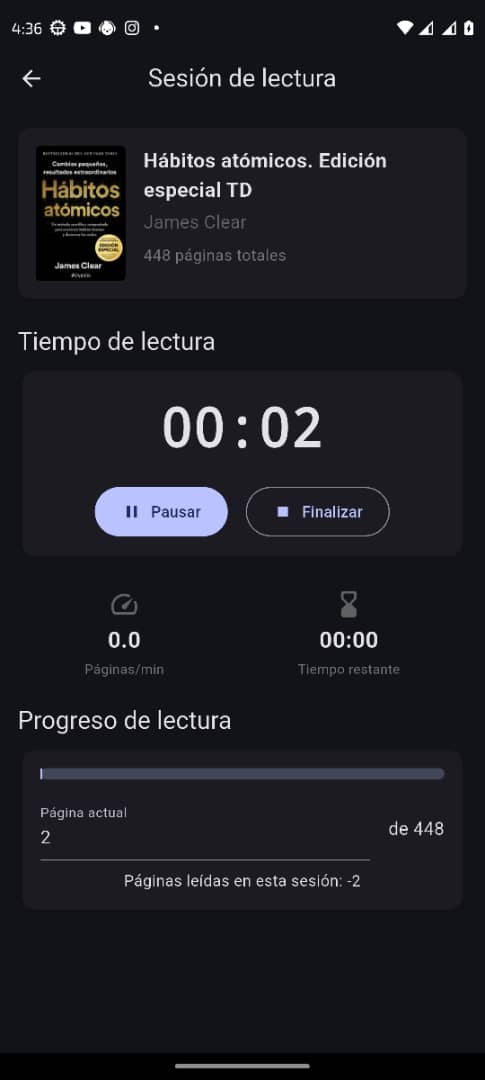 4:36
Sesión de lectura
Cambios pequeños,
resultados extraordinarios
Hábitos
atómicos
EDICIÓN
ESPECIAL
James Clear
Hábitos atómicos. Edición
especial TD
James Clear
448 páginas totales
Tiempo de lectura
00:02
Pausar
Finalizar
0.0
00:00
Páginas/min
Tiempo restante
Progreso de lectura
Página actual
2
de 448
Páginas leídas en esta sesión: -2